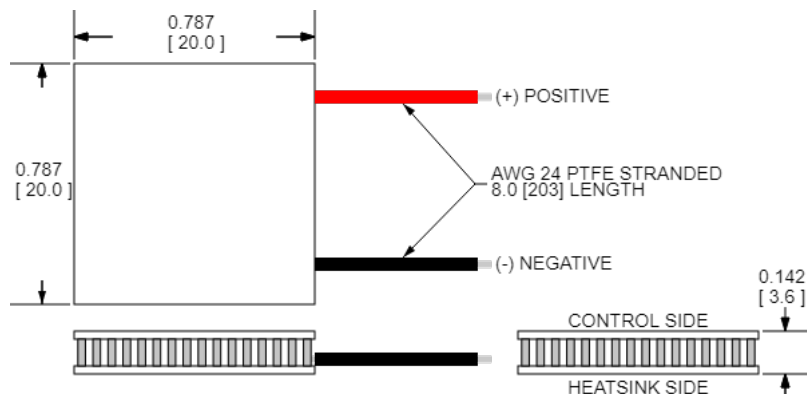 0.787
[ 20.0 ]
(+) POSITIVE
0.787
[ 20.0 ]
AWG 24 PTFE STRANDED
8.0 [203] LENGTH
(-) NEGATIVE
0.142
[ 3.6 ]
CONTROL SIDE
HEATSINK SIDE